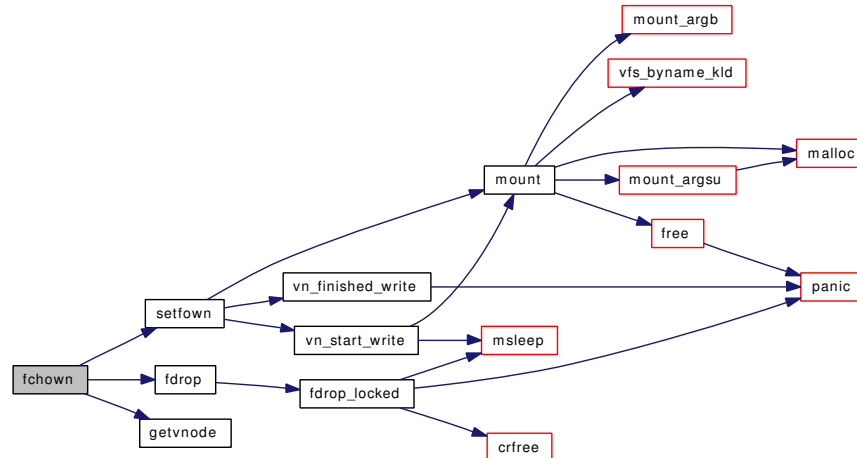 mount_argb
vfs_byname_kld
malloc
mount
mount_argsu
free
vn_finished_write
panic
setfown
vn_start_write
msleep
fchown
fdrop
fdrop_locked
getvnode
crfree